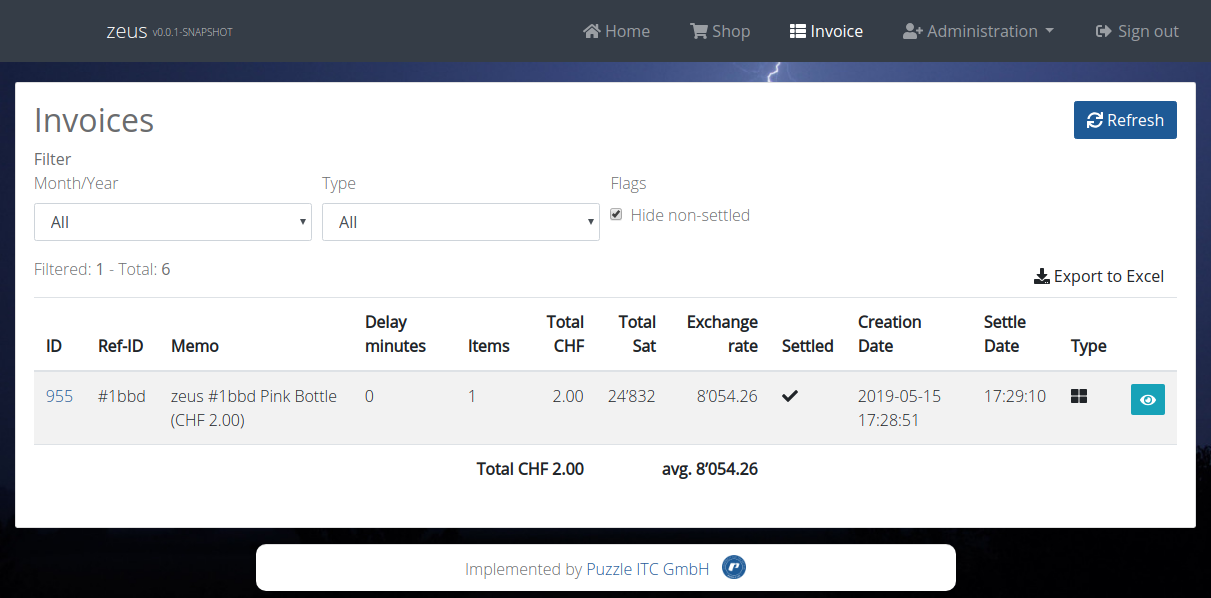 zeus v0.0.1-SNAPSHOT Home Shop Invoice Administration Sign out
Invoices
Refresh
Filter
Month/Year Type Flags
All All Hide non-settled
Filtered: 1 - Total: 6
Export to Excel
Delay Total Total Exchange Creation Settle
ID Ref-ID Memo minutes Items CHF Sat rate Settled Date Date Type
955 #1bbd zeus #1bbd Pink Bottle 0 1 2.00 24’832 8’054.26 2019-05-15 17:29:10
(CHF 2.00) 17:28:51
Total CHF 2.00 avg. 8’054.26
Implemented by Puzzle ITC GmbH